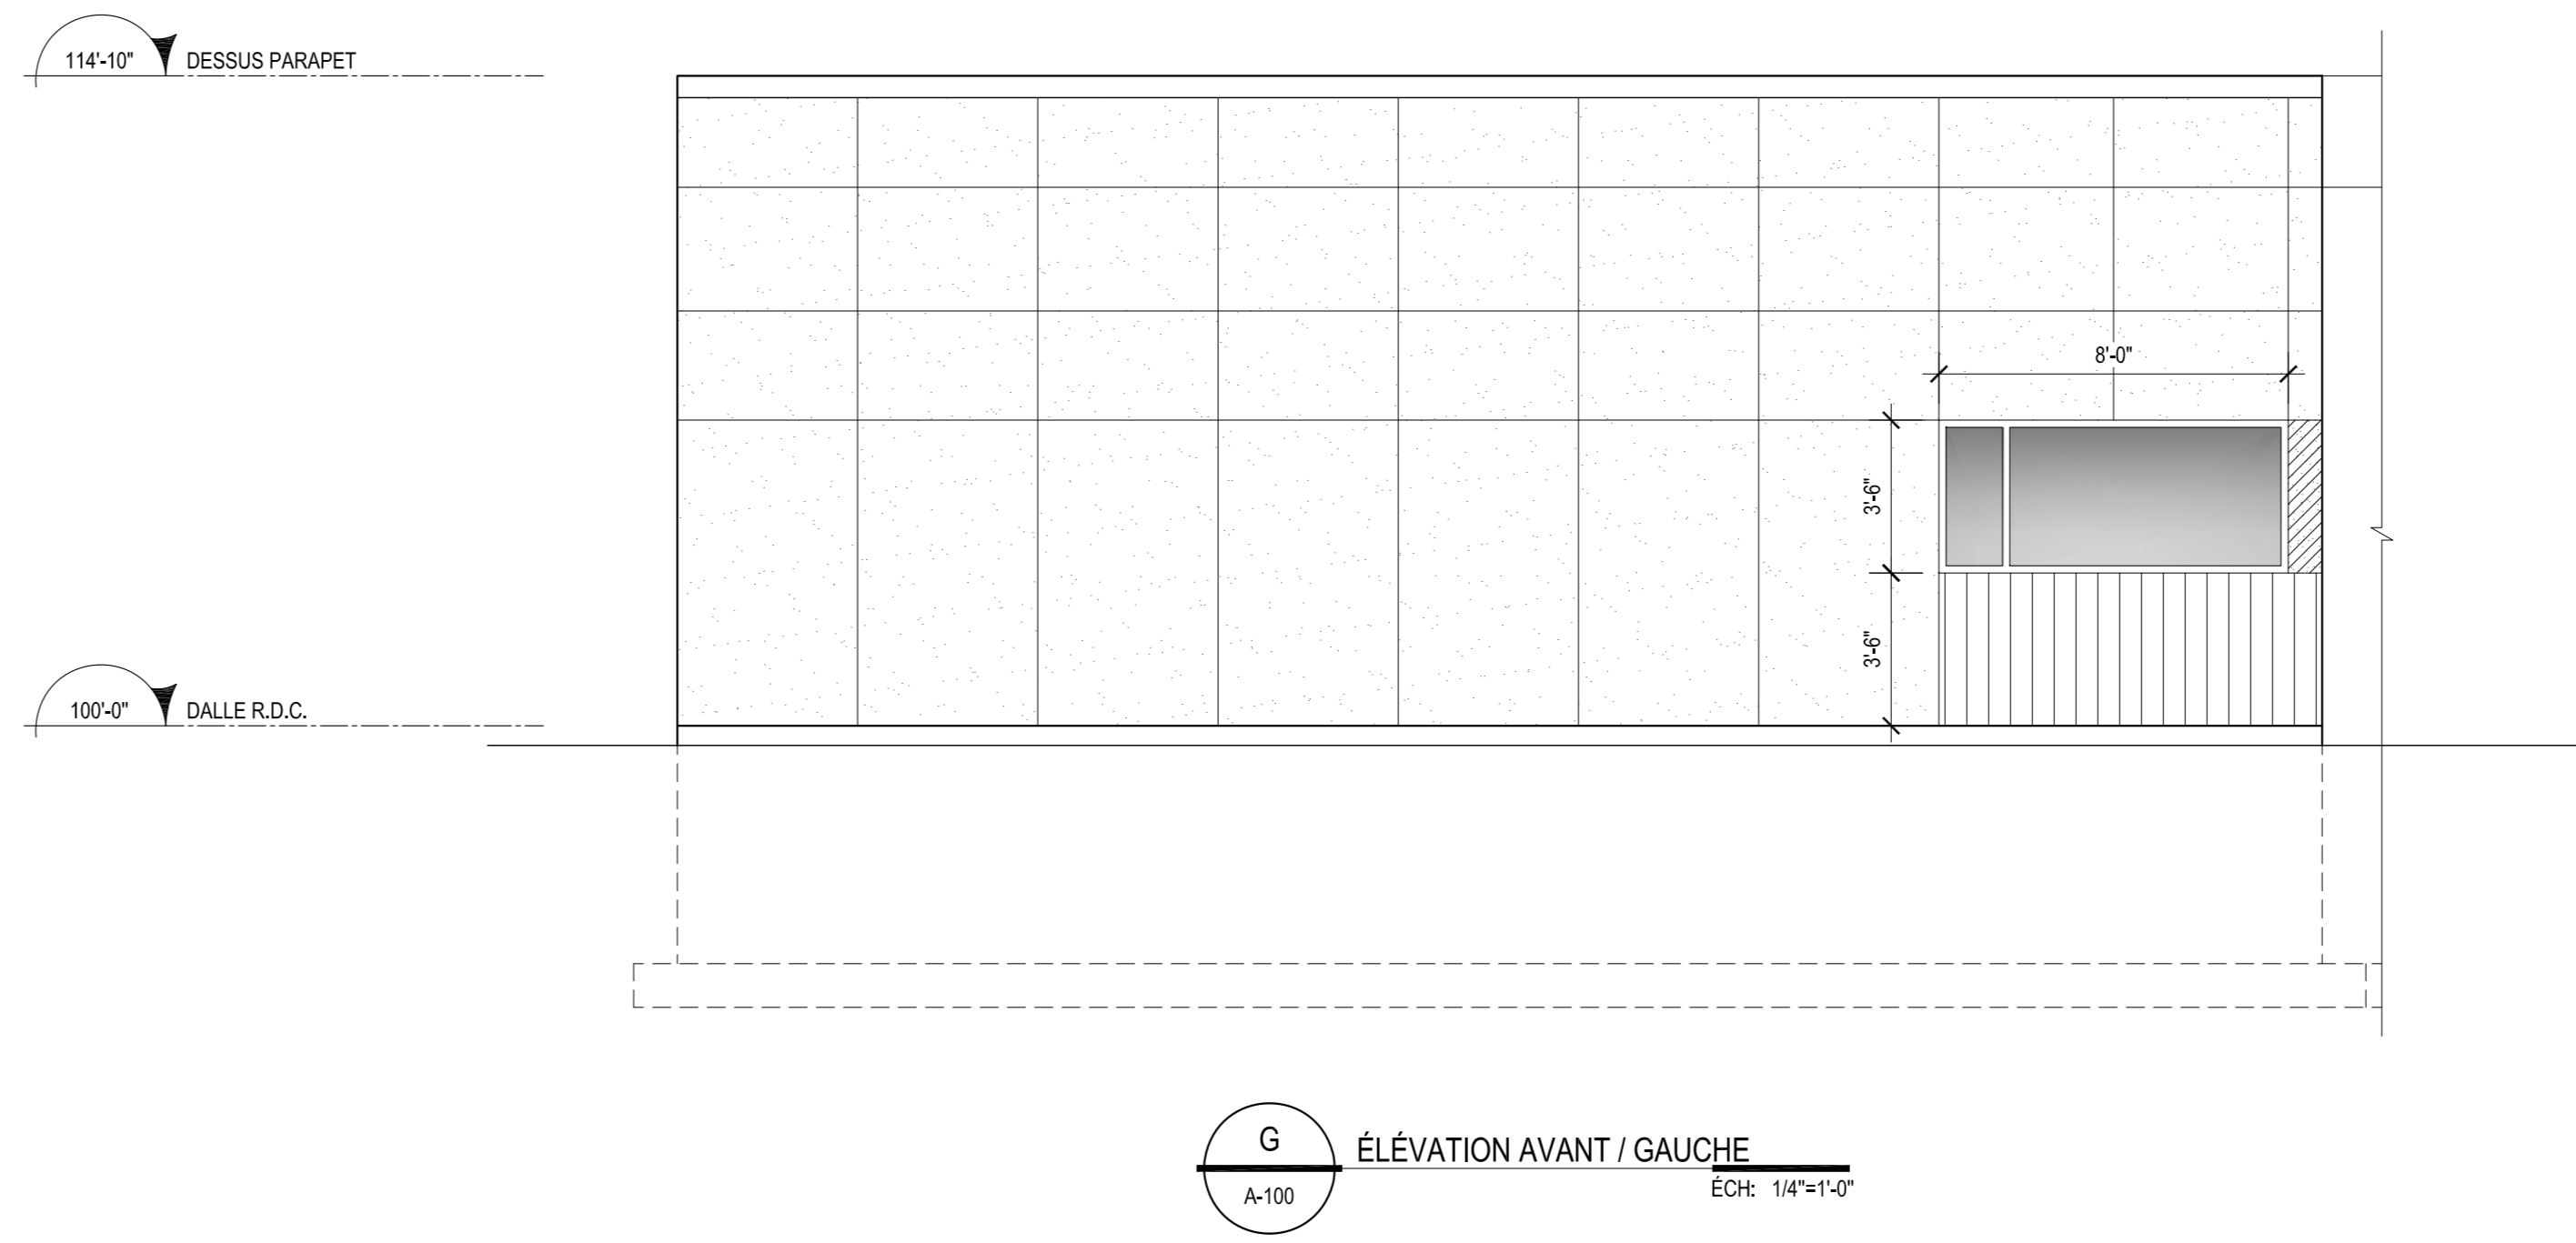 114'-10"
DESSUS PARAPET
8'-0"
3'-6"
3'-6"
100'-0"
DALLE R.D.C.
G
A-100
ÉLÉVATION AVANT / GAUCHE
ÉCH: 1/4"=1'-0"